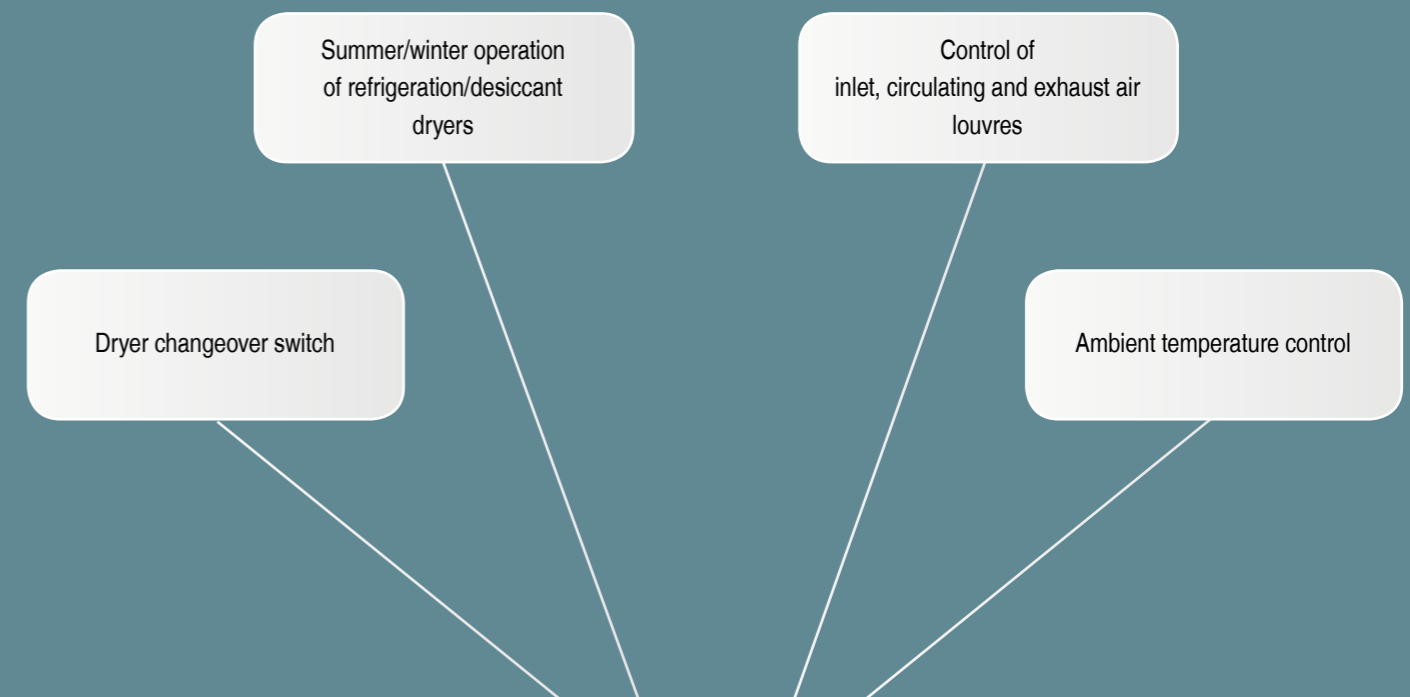 Summer/winter operation
of refrigeration/desiccant
dryers
Control of
inlet, circulating and exhaust air
louvres
Dryer changeover switch
Ambient temperature control